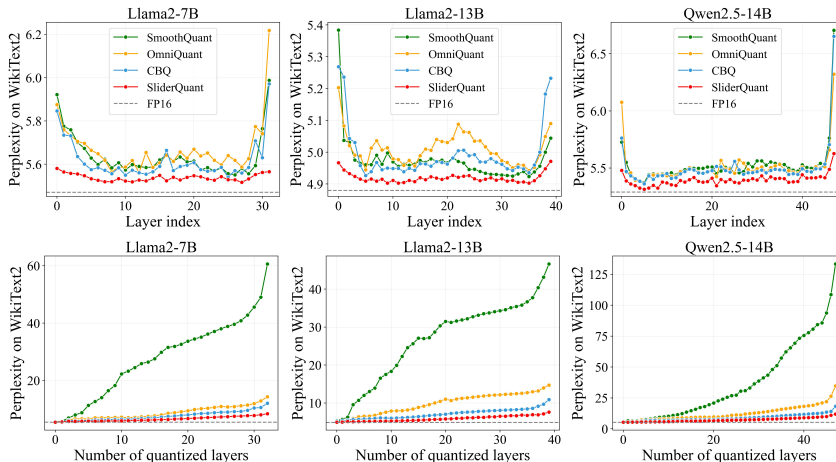 Llama2-7B
Perplexity on WikiText2
6.2
6.0
5.8
5.6
SmoothQuant
OmniQuant
CBQ
SliderQuant
FP16
0 10 20 30
Layer index
Llama2-13B
Perplexity on WikiText2
5.4
5.3
5.2
5.1
5.0
4.9
SmoothQuant
OmniQuant
CBQ
SliderQuant
FP16
0 10 20 30 40
Layer index
Qwen2.5-14B
Perplexity on WikiText2
6.5
6.0
5.5
SmoothQuant
OmniQuant
CBQ
SliderQuant
FP16
0 20 40
Layer index
Llama2-7B
Perplexity on WikiText2
60
40
20
0 10 20 30
Number of quantized layers
Llama2-13B
Perplexity on WikiText2
40
30
20
10
0 10 20 30 40
Number of quantized layers
Qwen2.5-14B
Perplexity on WikiText2
125
100
75
50
25
0
0 20 40
Number of quantized layers